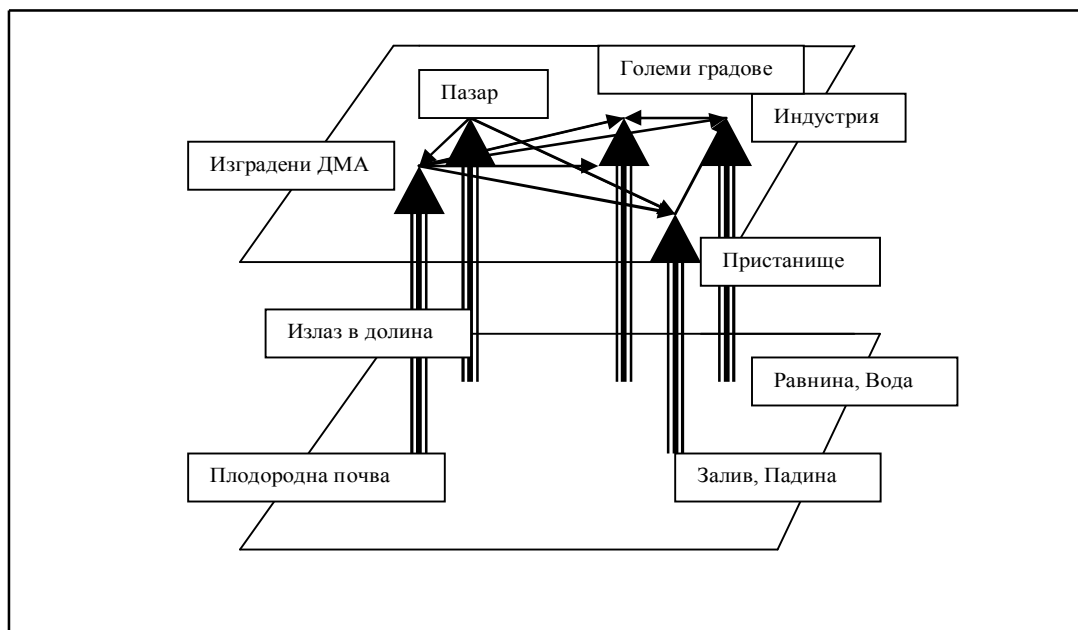 Големи градове
Пазар
Индустрия
Изградени ДМА
Пристанище
Излаз в долина
Равнина, Вода
Плодородна почва
Залив, Падина